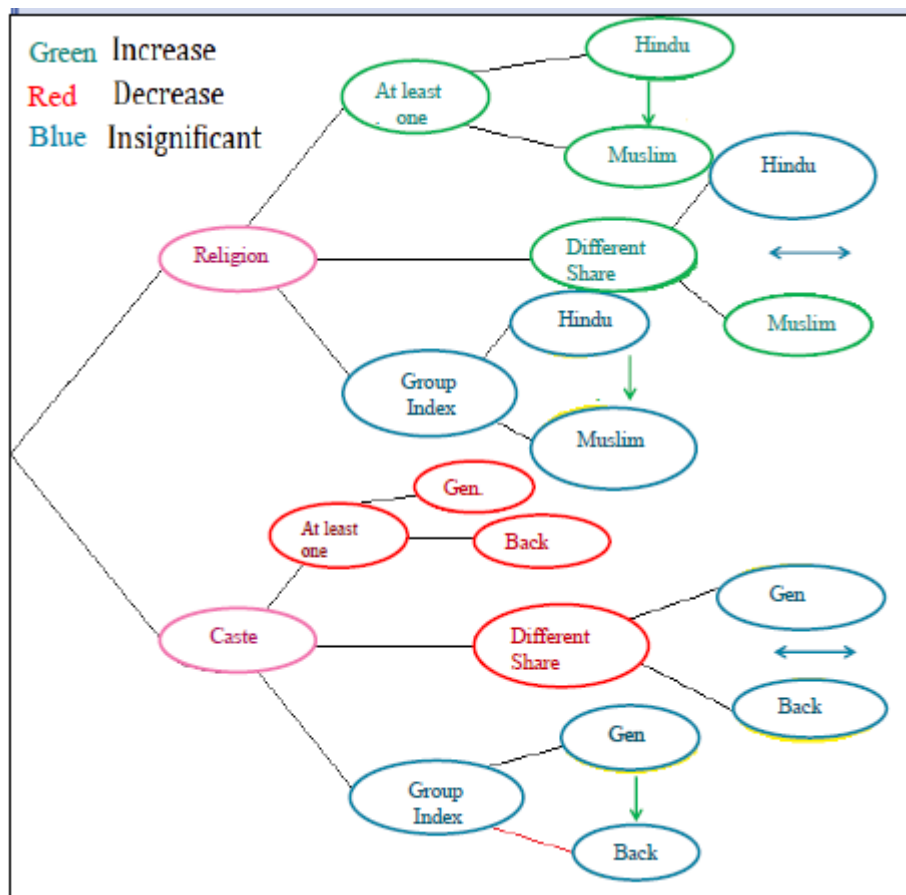 Green Increase
Red Decrease
Blue Insignificant
Hindu
At least
one
Muslim
Hindu
Religion
Different
Share
Muslim
Hindu
Group
Index
Muslim
Gen.
At least
one
Back
Gen
Caste
Different
Share
Back
Gen
Group
Index
Back